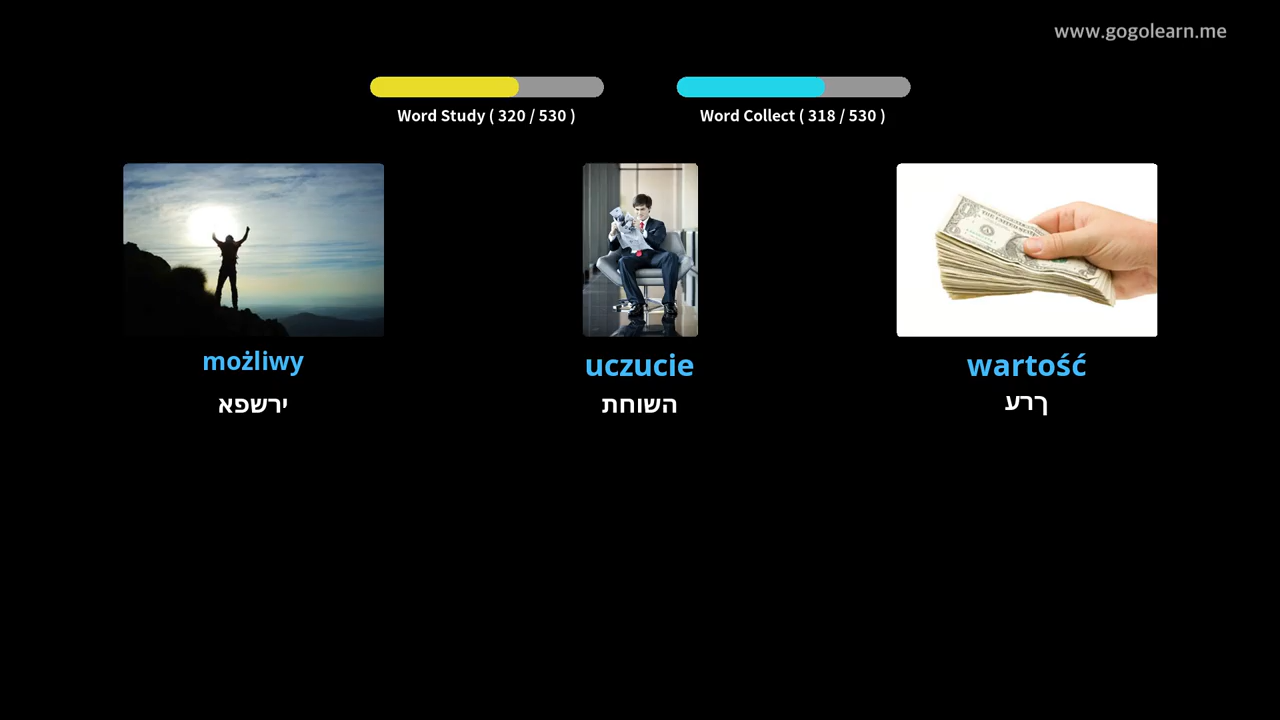 www.gogolearn.me
Word Study ( 320 / 530 )
Word Collect ( 318 / 530 )
możliwy
ירשפא
uczucie
השוחת
wartość
ךרע